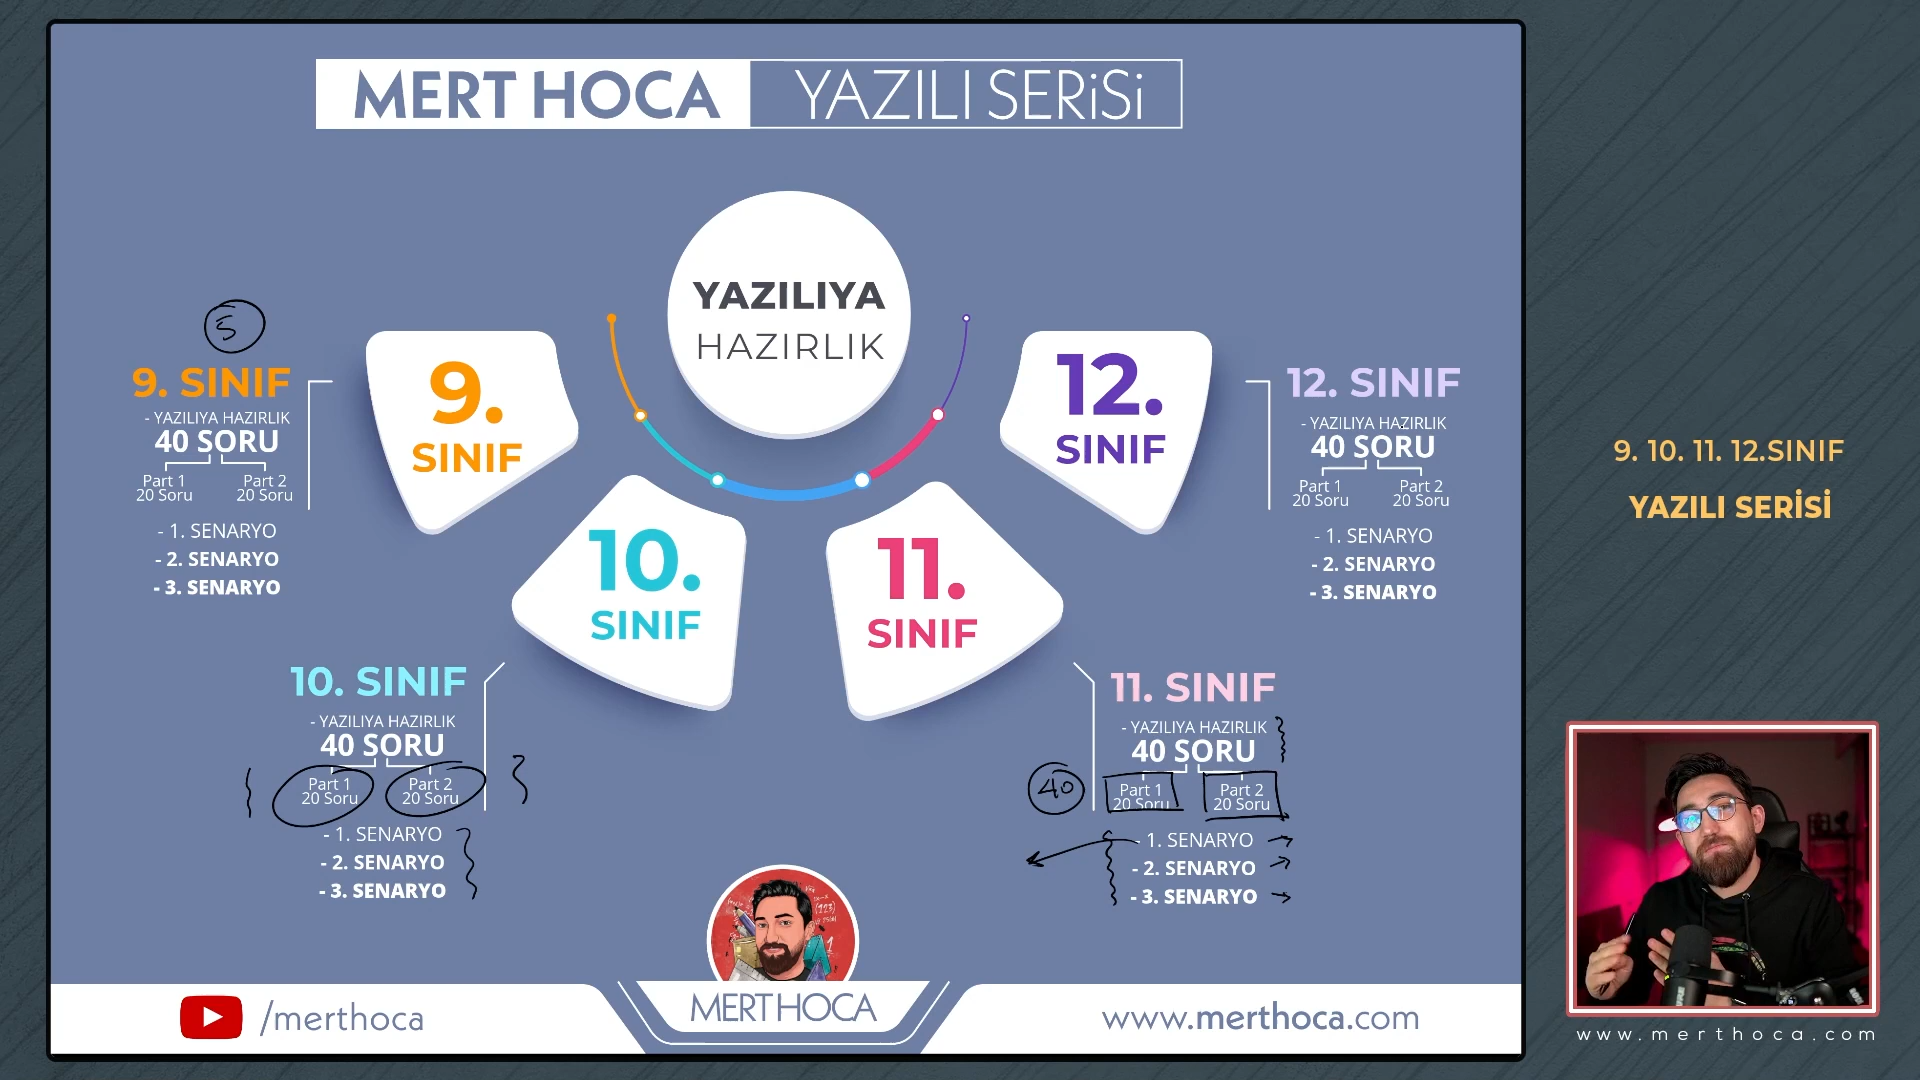 MERT HOCA YAZILI SERiSi
YAZILIYA
HAZIRLIK
5
9. SINIF
- YAZILIYA HAZIRLIK
40 SORU
Part 1 Part 2
20 Soru 20 Soru
- 1. SENARYO
- 2. SENARYO
- 3. SENARYO
9.
SINIF
10.
SINIF
11.
SINIF
12.
SINIF
12. SINIF
- YAZILIYA HAZIRLIK
40 SORU
Part 1 Part 2
20 Soru 20 Soru
- 1. SENARYO
- 2. SENARYO
- 3. SENARYO
10. SINIF
- YAZILIYA HAZIRLIK
40 SORU
Part 1 Part 2
20 Soru 20 Soru
- 1. SENARYO
- 2. SENARYO
- 3. SENARYO
11. SINIF
- YAZILIYA HAZIRLIK
40 SORU
40
Part 1 Part 2
20 Soru 20 Soru
- 1. SENARYO
- 2. SENARYO
- 3. SENARYO
/merthoca
MERT HOCA
www.merthoca.com
9. 10. 11. 12.SINIF
YAZILI SERİSİ
www.merthoca.com